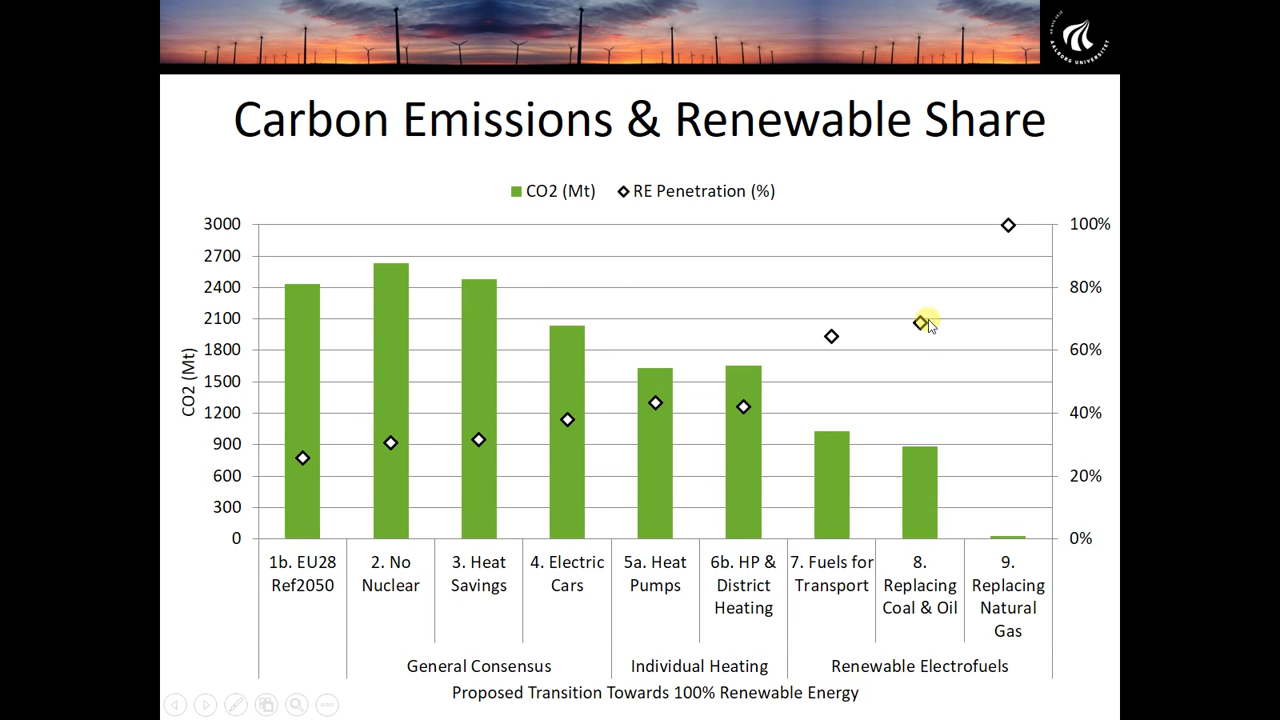 AALBORG UNIVERSITET
Carbon Emissions & Renewable Share
CO2 (Mt) RE Penetration (%)
3000
2700
2400
2100
1800
1500
1200
900
600
300
0
CO2 (Mt)
100%
80%
60%
40%
20%
0%
1b. EU28
Ref2050
2. No
Nuclear
3. Heat
Savings
4. Electric
Cars
5a. Heat
Pumps
6b. HP &
District
Heating
7. Fuels for
Transport
8.
Replacing
Coal & Oil
9.
Replacing
Natural
Gas
General Consensus
Individual Heating
Renewable Electrofuels
Proposed Transition Towards 100% Renewable Energy